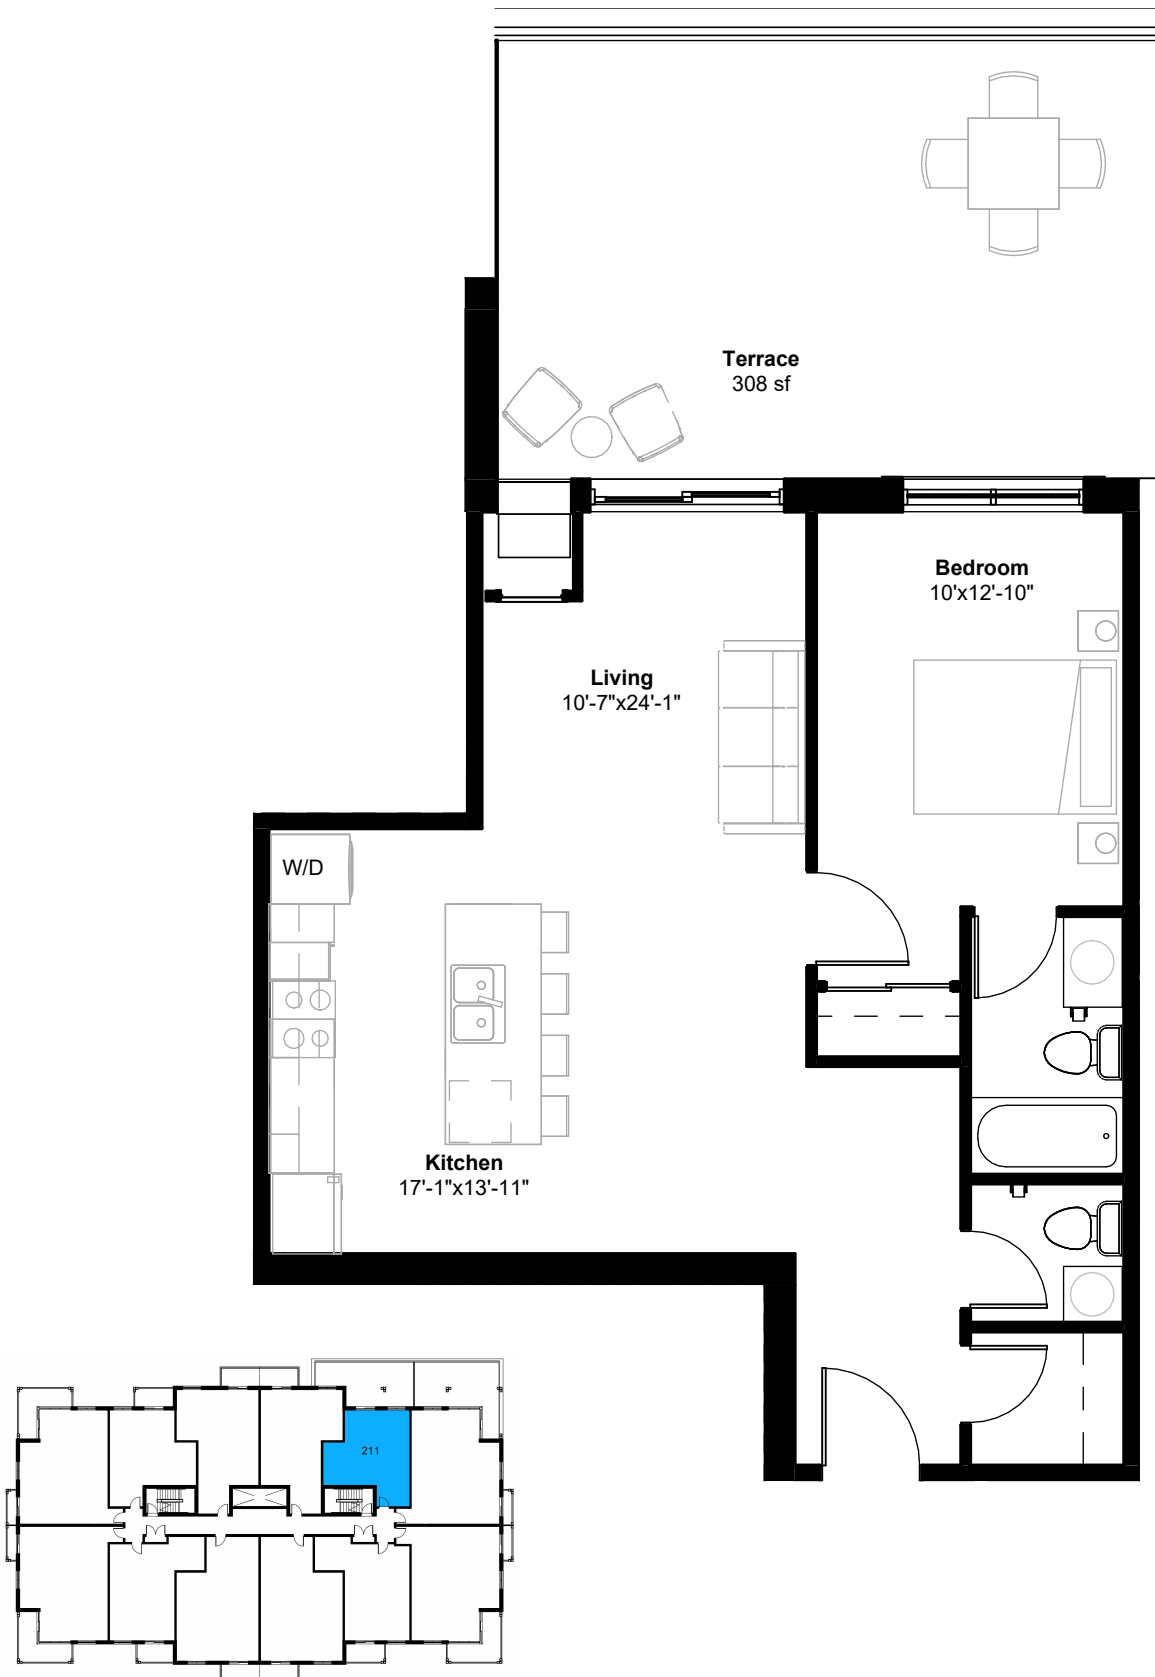 Terrace
308 sf
Bedroom
10'x12'-10"
Living
10'-7"x24'-1"
W/D
Kitchen
17'-1"x13'-11"
211